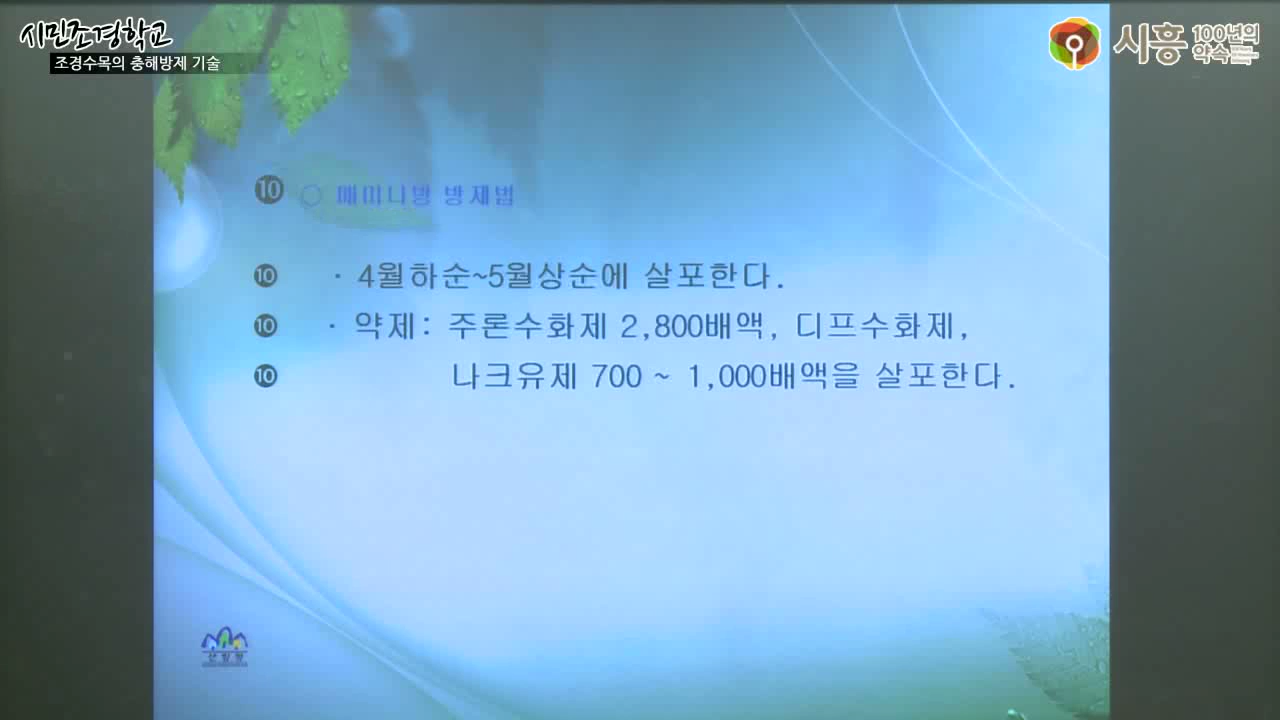 시민조경학교
조경수목의 충해방제 기술
시흥 100년의
약속
❿ ○ 매미나방 방제법
❿ · 4월하순~5월상순에 살포한다.
❿ · 약제: 주론수화제 2,800배액, 디프수화제,
❿ 나크유제 700 ~ 1,000배액을 살포한다.
산림청